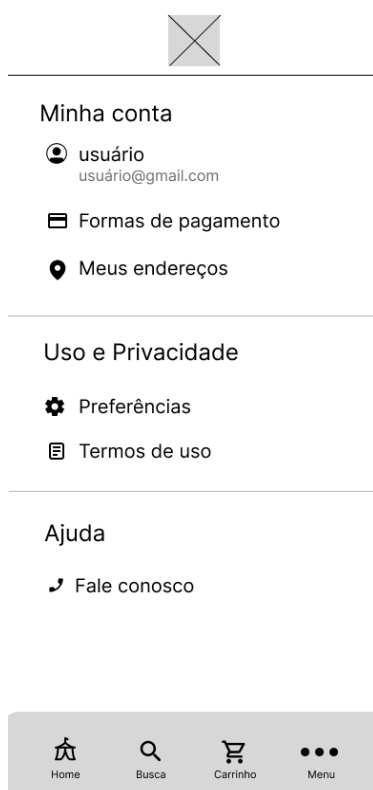 Minha conta
usuário
usuário@gmail.com
Formas de pagamento
Meus endereços
Uso e Privacidade
Preferências
Termos de uso
Ajuda
Fale conosco
Home
Busca
Carrinho
Menu